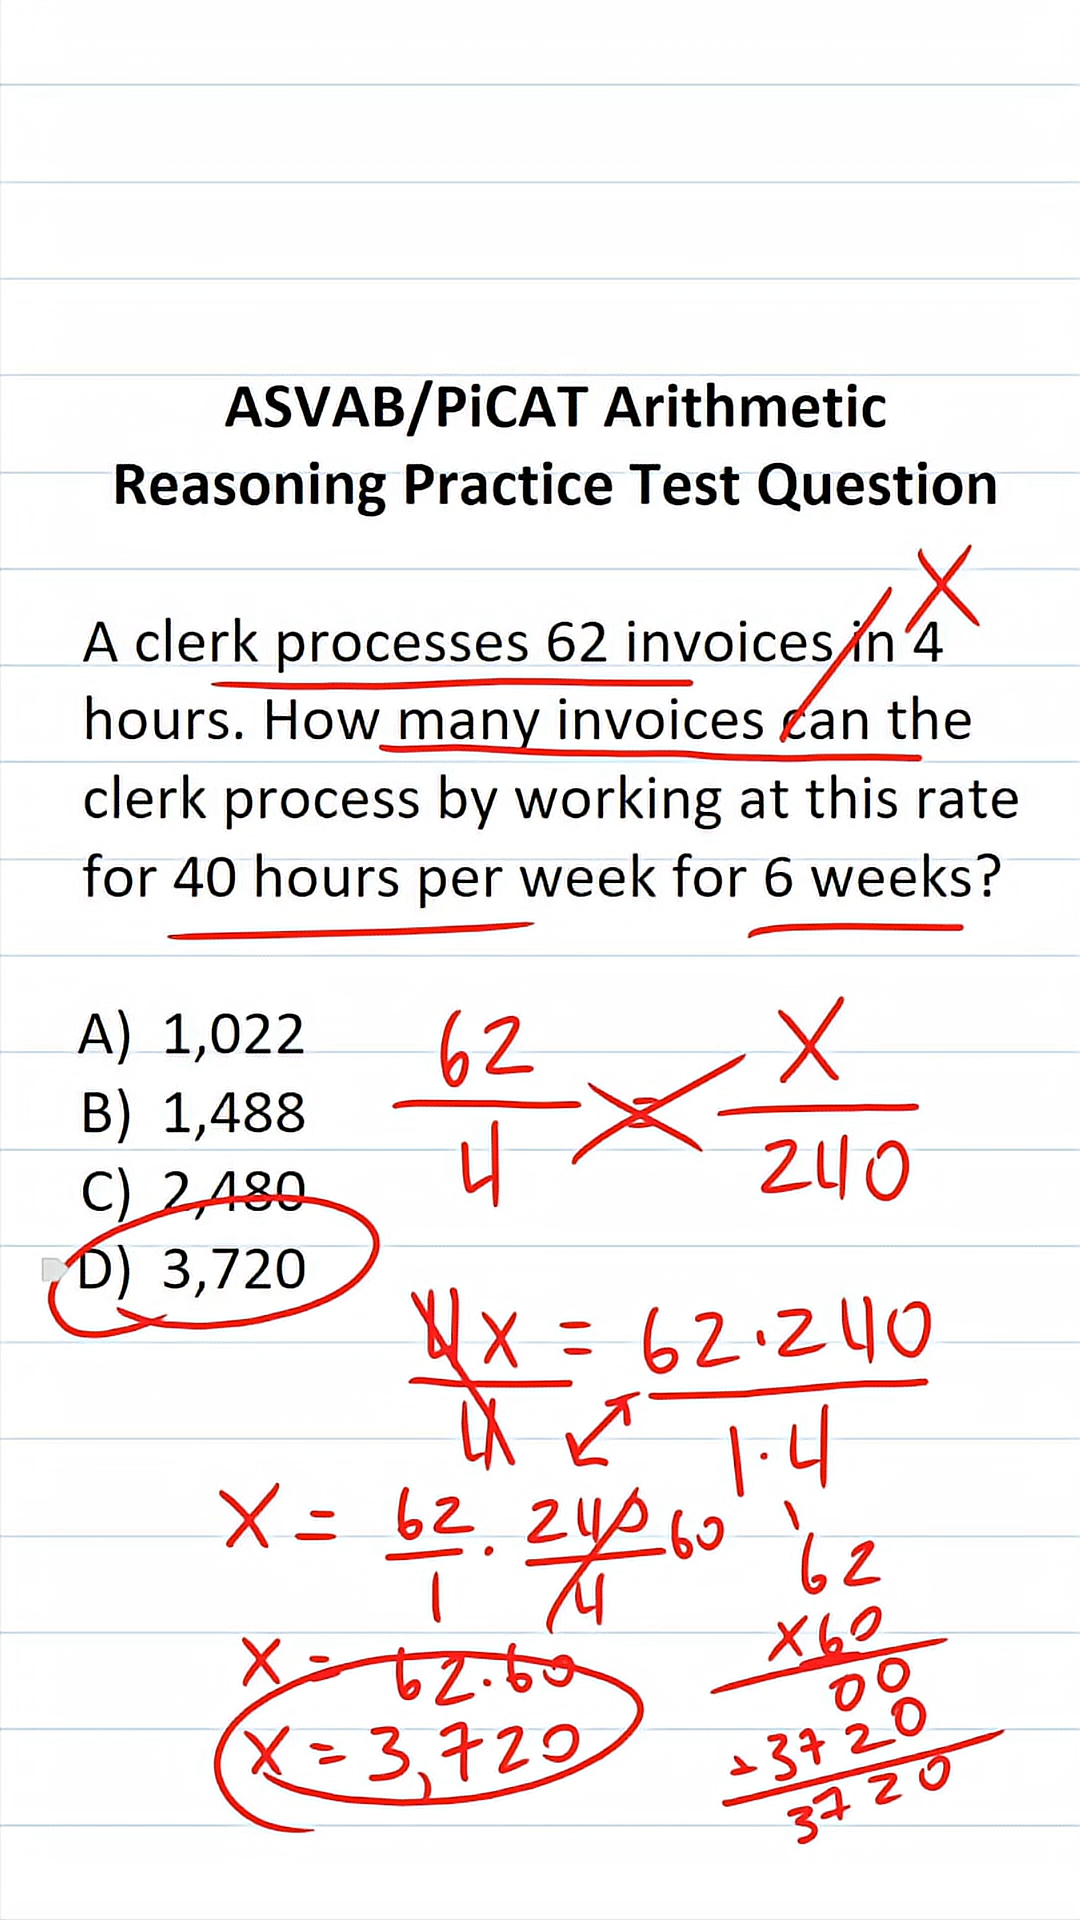 ASVAB/PiCAT Arithmetic
Reasoning Practice Test Question
X
A clerk processes 62 invoices in 4
hours. How many invoices can the
clerk process by working at this rate
for 40 hours per week for 6 weeks?
A) 1,022
B) 1,488
C) 2,480
D) 3,720
62 = X
4 240
4x = 62·240
4 1·4
X = 62 · 240 60
1 4
1
62
x60
00
+3720
3720
X = 62·60
X = 3,720